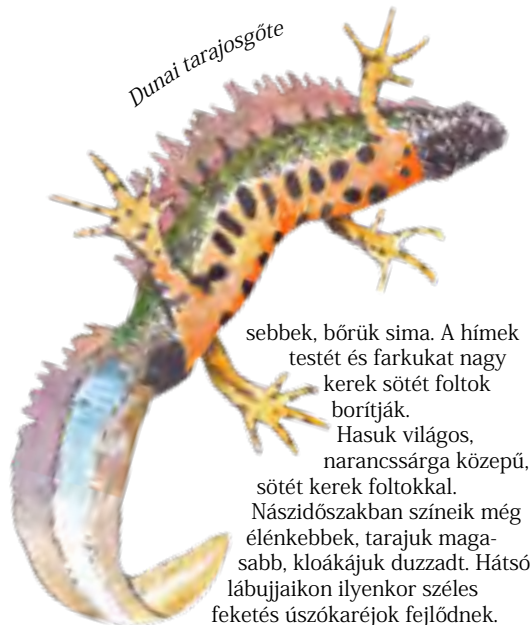 Dunai tarajosgőte
sebbek, bőrük sima. A hímek
testét és farkukat nagy
kerek sötét foltok
borítják.
Hasuk világos,
narancssárga közepű,
sötét kerek foltokkal.
Nászidőszakban színeik még
élénkebbek, tarajuk maga-
sabb, kloákájuk duzzadt. Hátsó
lábujjaikon ilyenkor széles
feketés úszókaréjok fejlődnek.